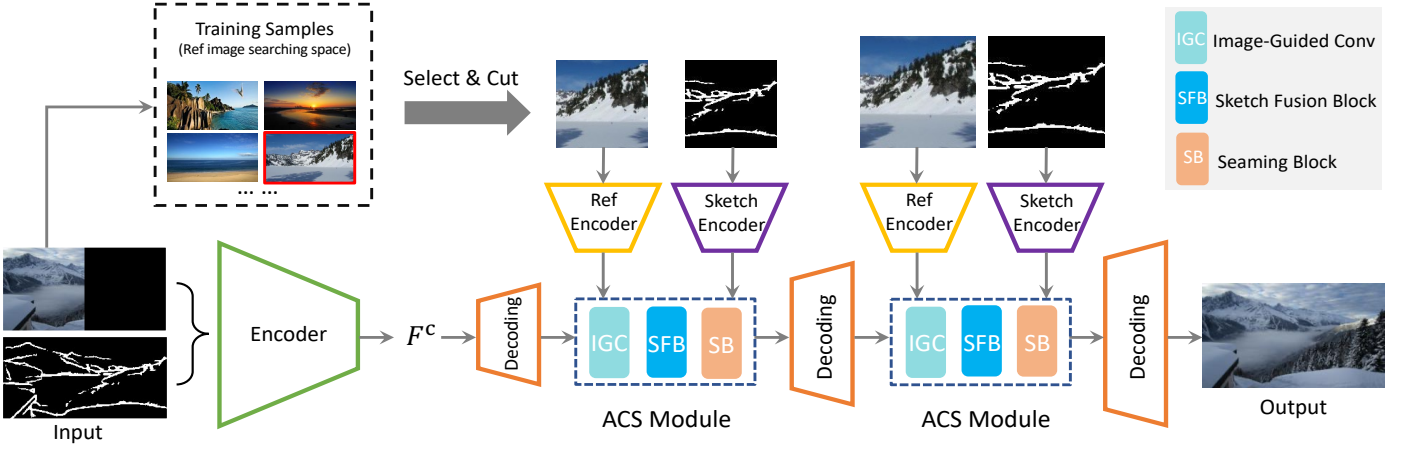 Training Samples
(Ref image searching space)
... ...
Select & Cut
IGC Image-Guided Conv
SFB Sketch Fusion Block
SB Seaming Block
Ref
Encoder
Sketch
Encoder
Ref
Encoder
Sketch
Encoder
Input
Encoder
F^c
Decoding
IGC SFB SB
ACS Module
Decoding
IGC SFB SB
ACS Module
Decoding
Output